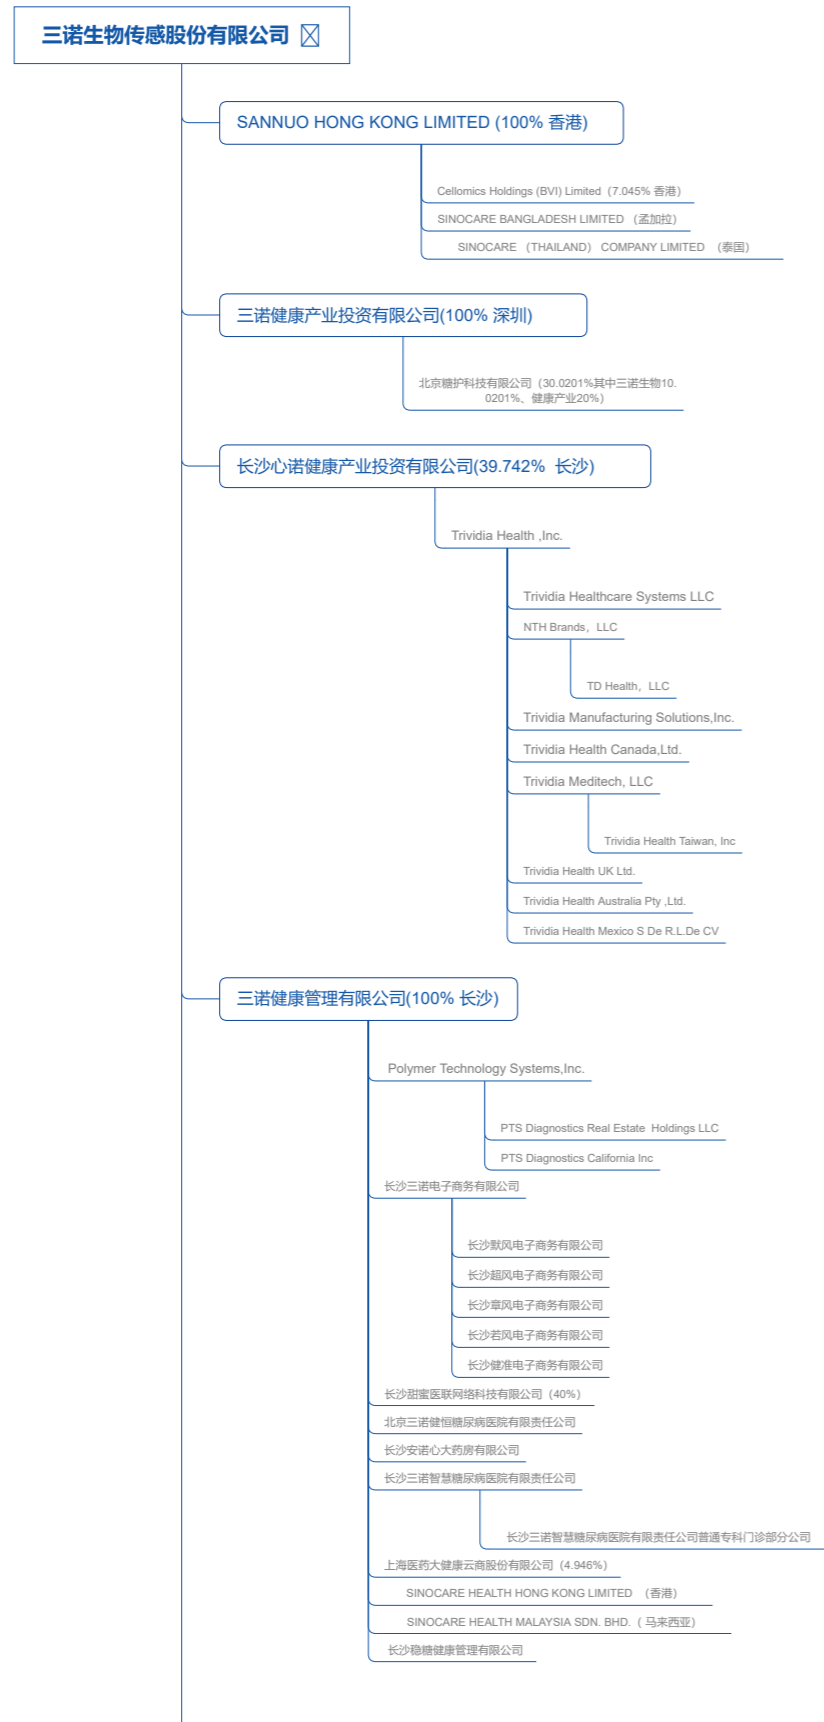 三诺生物传感股份有限公司
SANNUO HONG KONG LIMITED (100% 香港)
Cellomics Holdings (BVI) Limited（7.045% 香港）
SINOCARE BANGLADESH LIMITED （孟加拉）
SINOCARE （THAILAND） COMPANY LIMITED （泰国）
三诺健康产业投资有限公司(100% 深圳)
北京糖护科技有限公司（30.0201%其中三诺生物10.
0201%、健康产业20%）
长沙心诺健康产业投资有限公司(39.742% 长沙)
Trividia Health ,Inc.
Trividia Healthcare Systems LLC
NTH Brands，LLC
TD Health，LLC
Trividia Manufacturing Solutions,Inc.
Trividia Health Canada,Ltd.
Trividia Meditech, LLC
Trividia Health Taiwan, Inc
Trividia Health UK Ltd.
Trividia Health Australia Pty ,Ltd.
Trividia Health Mexico S De R.L.De CV
三诺健康管理有限公司(100% 长沙)
Polymer Technology Systems,Inc.
PTS Diagnostics Real Estate Holdings LLC
PTS Diagnostics California Inc
长沙三诺电子商务有限公司
长沙默风电子商务有限公司
长沙超风电子商务有限公司
长沙章风电子商务有限公司
长沙若风电子商务有限公司
长沙健准电子商务有限公司
长沙甜蜜医联网络科技有限公司（40%）
北京三诺健恒糖尿病医院有限责任公司
长沙安诺心大药房有限公司
长沙三诺智慧糖尿病医院有限责任公司
长沙三诺智慧糖尿病医院有限责任公司普通专科门诊部分公司
上海医药大健康云商股份有限公司（4.946%）
SINOCARE HEALTH HONG KONG LIMITED （香港）
SINOCARE HEALTH MALAYSIA SDN. BHD.（ 马来西亚）
长沙稳糖健康管理有限公司